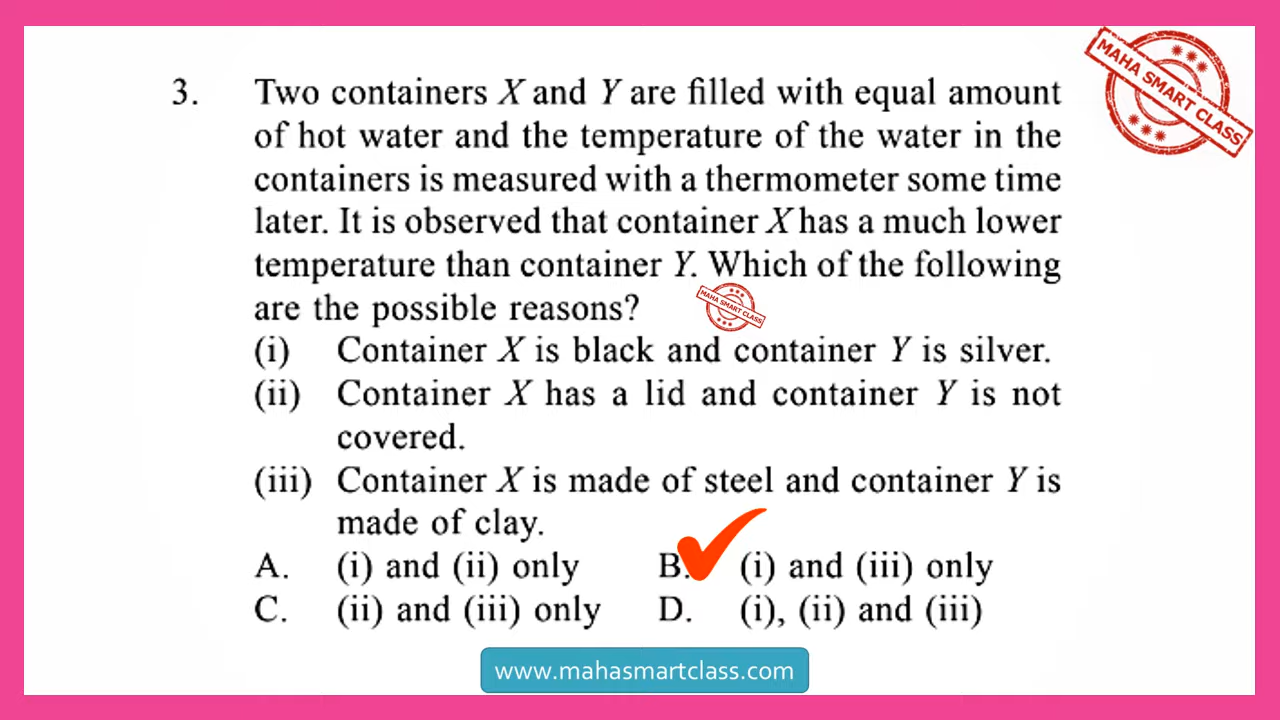 MAHA SMART CLASS
3. Two containers X and Y are filled with equal amount
of hot water and the temperature of the water in the
containers is measured with a thermometer some time
later. It is observed that container X has a much lower
temperature than container Y. Which of the following
are the possible reasons?
MAHA SMART CLASS
(i) Container X is black and container Y is silver.
(ii) Container X has a lid and container Y is not
covered.
(iii) Container X is made of steel and container Y is
made of clay.
A. (i) and (ii) only B. (i) and (iii) only
C. (ii) and (iii) only D. (i), (ii) and (iii)
www.mahasmartclass.com